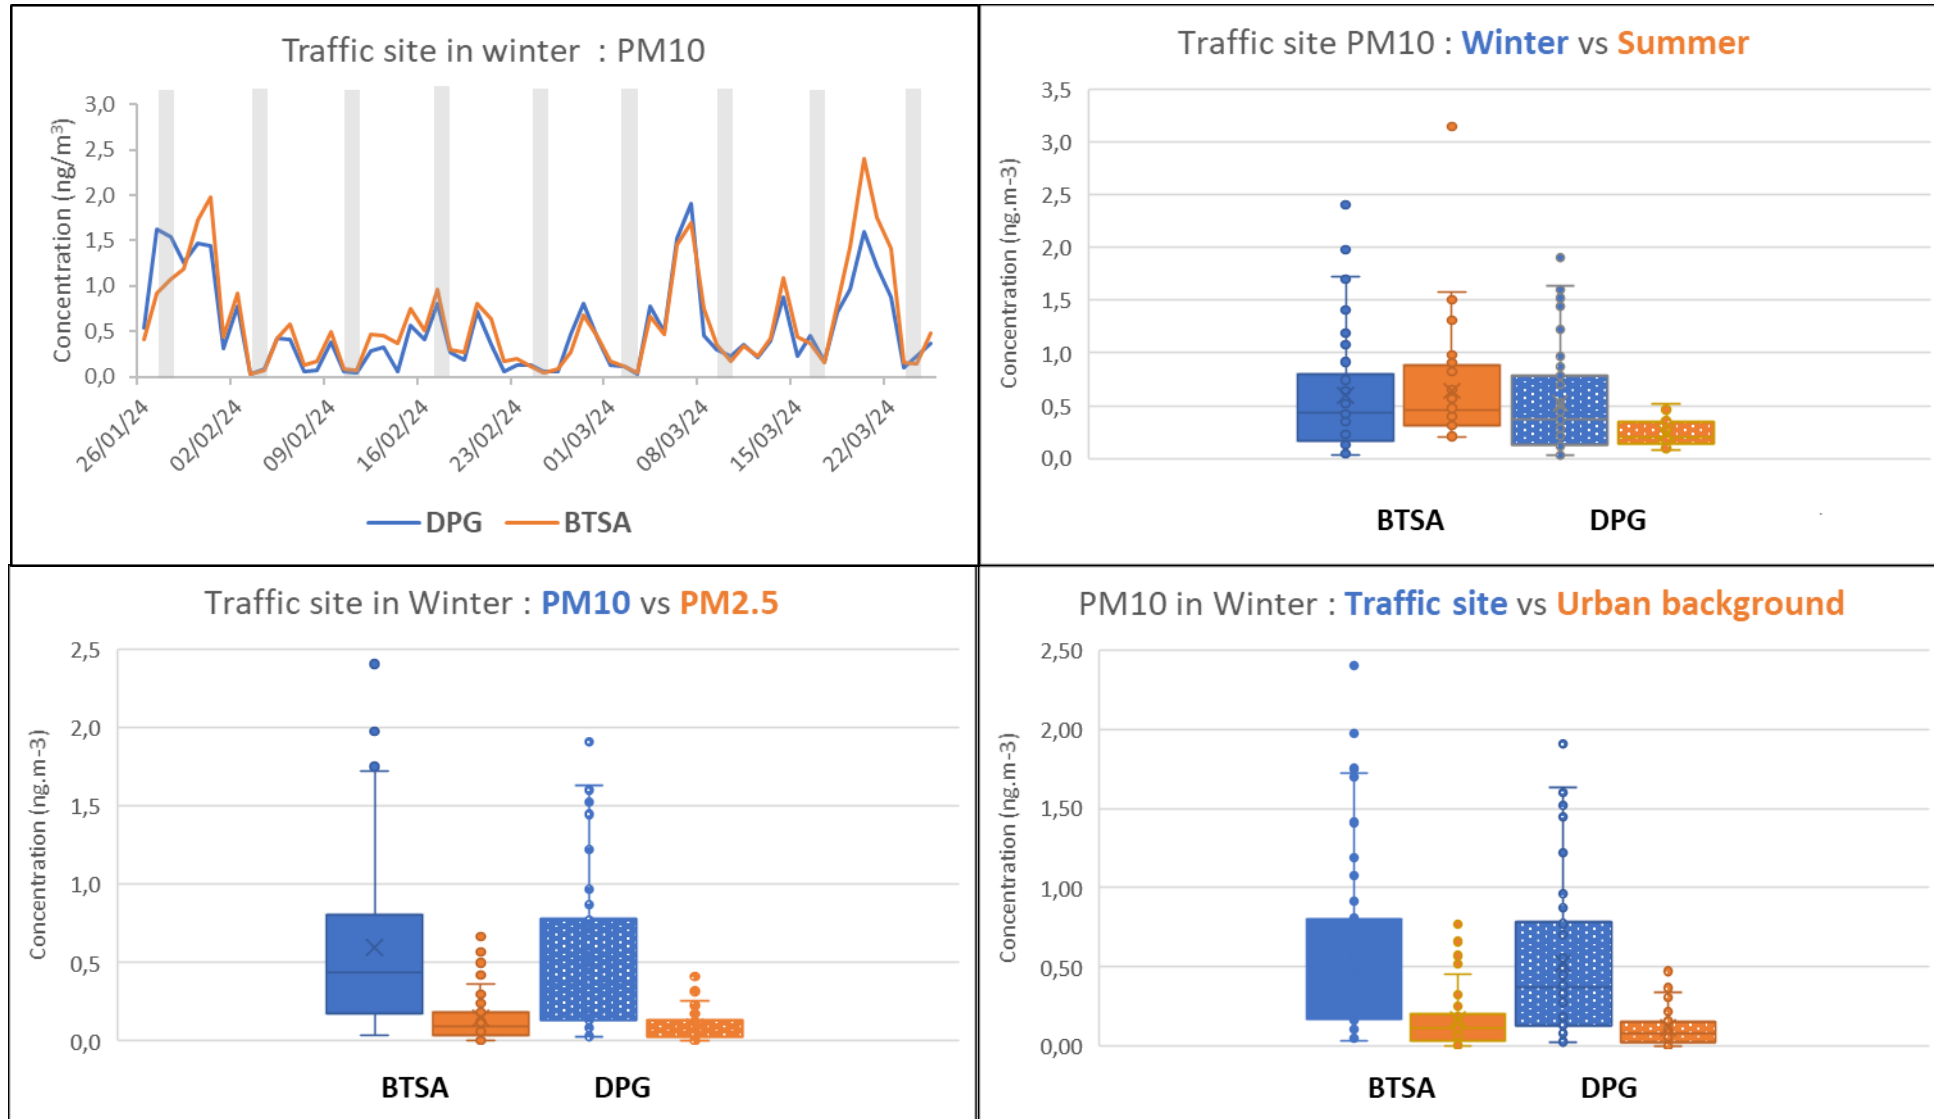 Traffic site in winter : PM10
Concentration (ng/m³)
3,0
2,5
2,0
1,5
1,0
0,5
0,0
26/01/24
02/02/24
09/02/24
16/02/24
23/02/24
01/03/24
08/03/24
15/03/24
22/03/24
DPG
BTSA
Traffic site PM10 : Winter vs Summer
Concentration (ng.m-3)
3,5
3,0
2,5
2,0
1,5
1,0
0,5
0,0
BTSA
DPG
Traffic site in Winter : PM10 vs PM2.5
Concentration (ng.m-3)
2,5
2,0
1,5
1,0
0,5
0,0
BTSA
DPG
PM10 in Winter : Traffic site vs Urban background
Concentration (ng.m-3)
2,50
2,00
1,50
1,00
0,50
0,00
BTSA
DPG